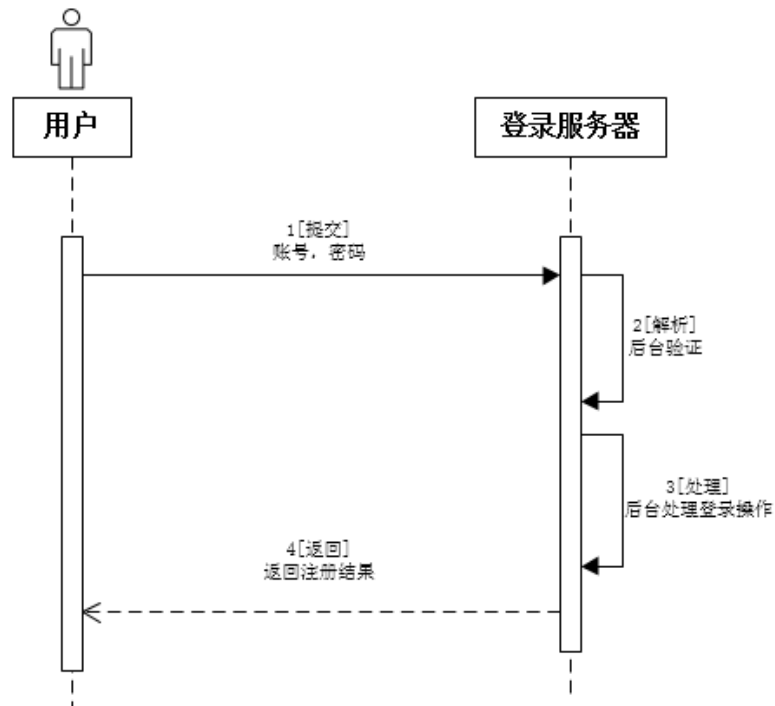 用户
登录服务器
1[提交]
账号，密码
2[解析]
后台验证
3[处理]
后台处理登录操作
4[返回]
返回注册结果